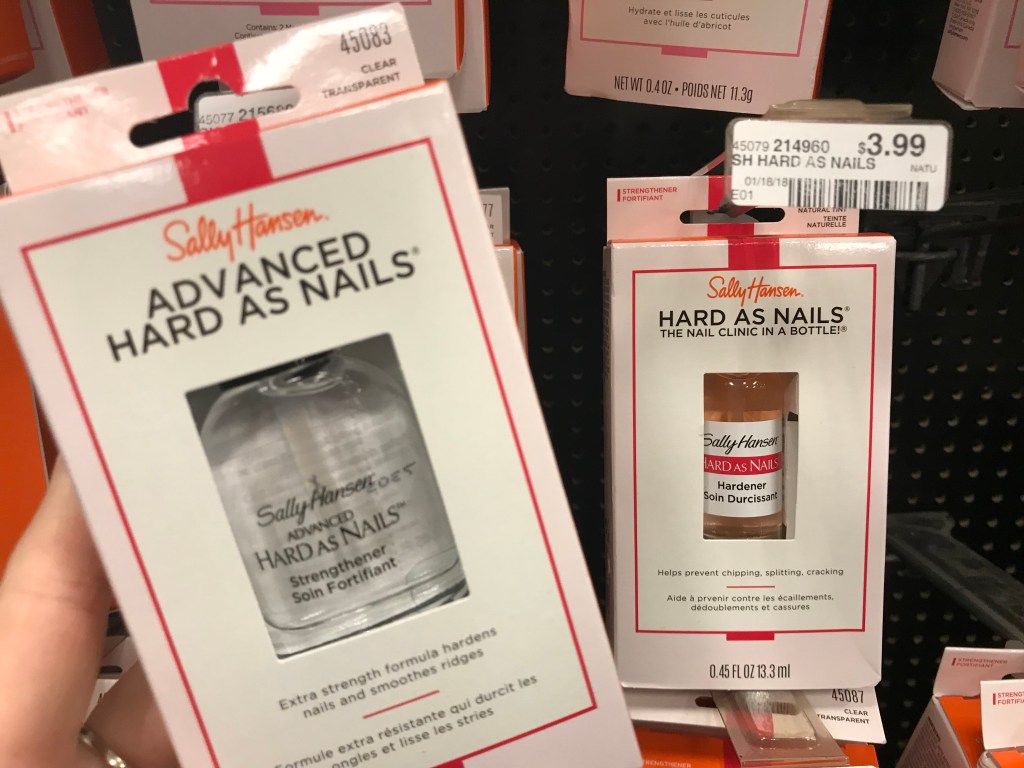 Hydrate et lisse les cuticules
avec l'huile d'abricot
NET WT 0.4 OZ • POIDS NET 11.3g
45083
CLEAR
TRANSPARENT
45077
Sally Hansen.
ADVANCED
HARD AS NAILS®
Sally Hansen
ADVANCED
HARD AS NAILS™
Strengthener
Soin Fortifiant
Extra strength formula hardens
nails and smoothes ridges
Formule extra résistante qui durcit les
ongles et lisse les stries
45079 214960 $3.99
SH HARD AS NAILS NATU
01/18/18
E01
STRENGTHENER
FORTIFIANT
NATURAL TINT
TEINTE
NATURELLE
Sally Hansen.
HARD AS NAILS®
THE NAIL CLINIC IN A BOTTLE!®
Sally Hansen
HARD AS NAILS
Hardener
Soin Durcissant
Helps prevent chipping, splitting, cracking
Aide à prvenir contre les écaillements,
dédoublements et cassures
0.45 FL OZ 13.3 ml
45087
CLEAR
TRANSPARENT
STRENGTHENER